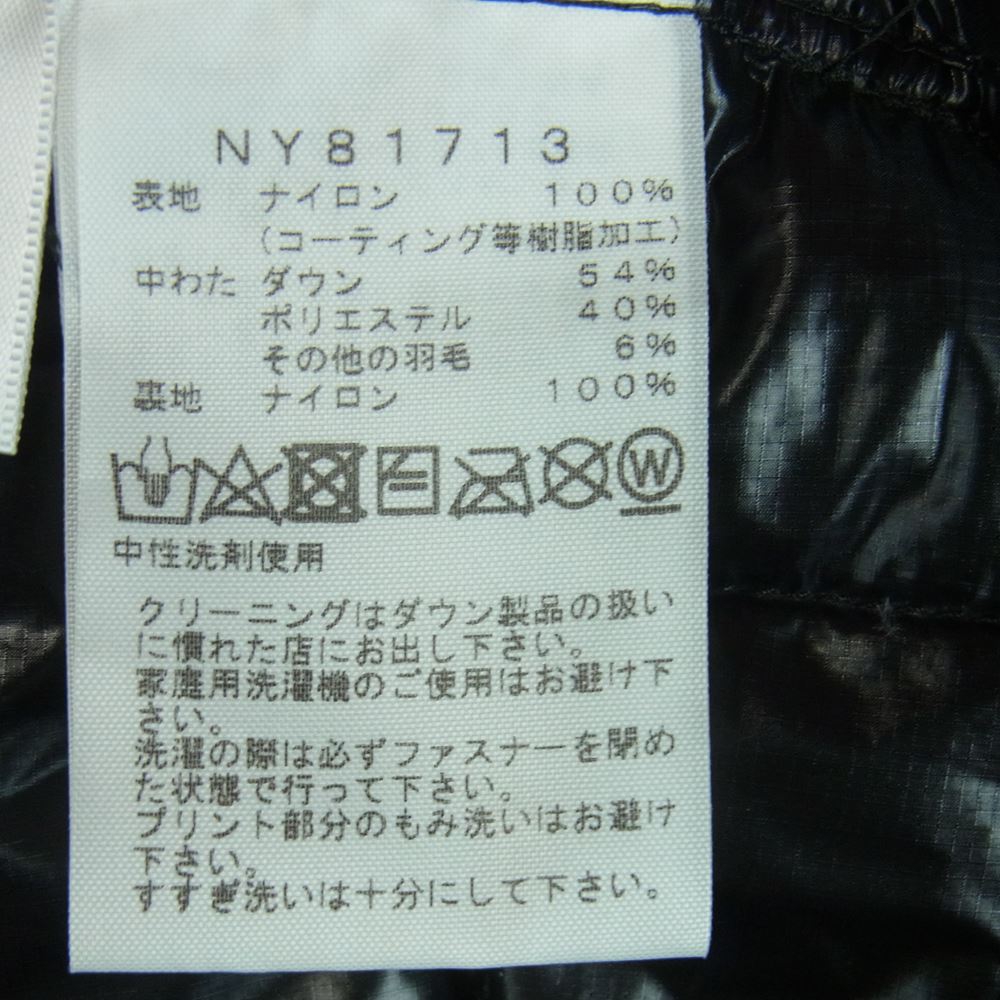 NY81713
表地 ナイロン 100%
(コーティング等樹脂加工)
中わた ダウン 54%
ポリエステル 40%
その他の羽毛 6%
裏地 ナイロン 100%
W
中性洗剤使用
クリーニングはダウン製品の扱い
に慣れた店にお出し下さい。
家庭用洗濯機のご使用はお避け下
さい。
洗濯の際は必ずファスナーを閉め
た状態で行って下さい。
プリント部分のもみ洗いはお避け
下さい。
すすぎ洗いは十分にして下さい。